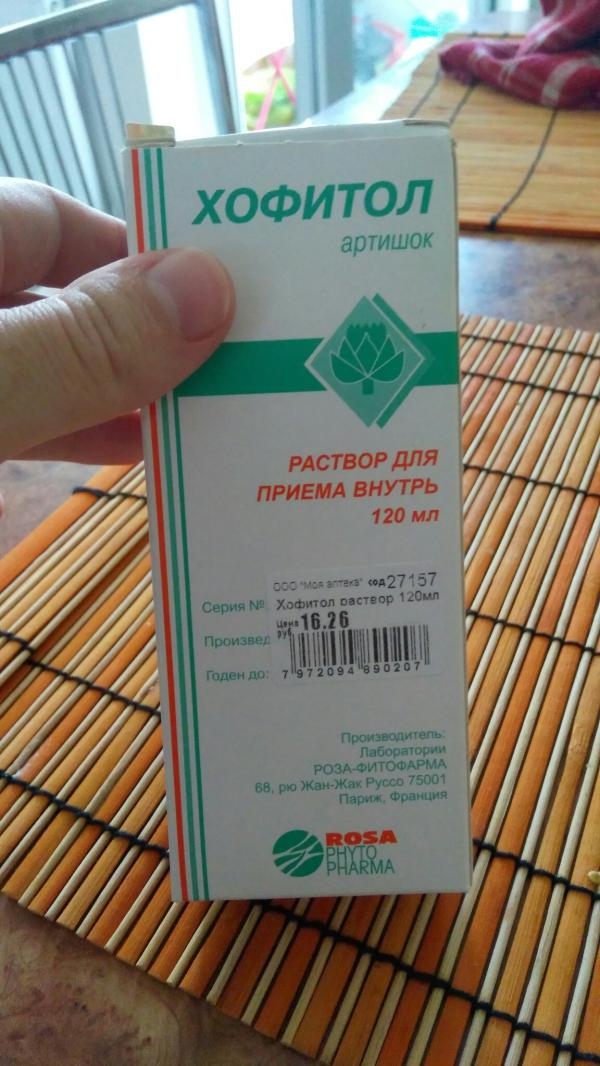 ХОФИТОЛ
артишок
РАСТВОР ДЛЯ
ПРИЕМА ВНУТРЬ
120 мл
ООО "Моя аптека" код 27157
Серия №: Хофитол раствор 120мл
Цена руб 16.26
Произвед
Годен до: 7 972094 890207
Производитель:
Лаборатории
РОЗА-ФИТОФАРМА
68, рю Жан-Жак Руссо 75001
Париж, Франция
ROSA
PHYTO
PHARMA